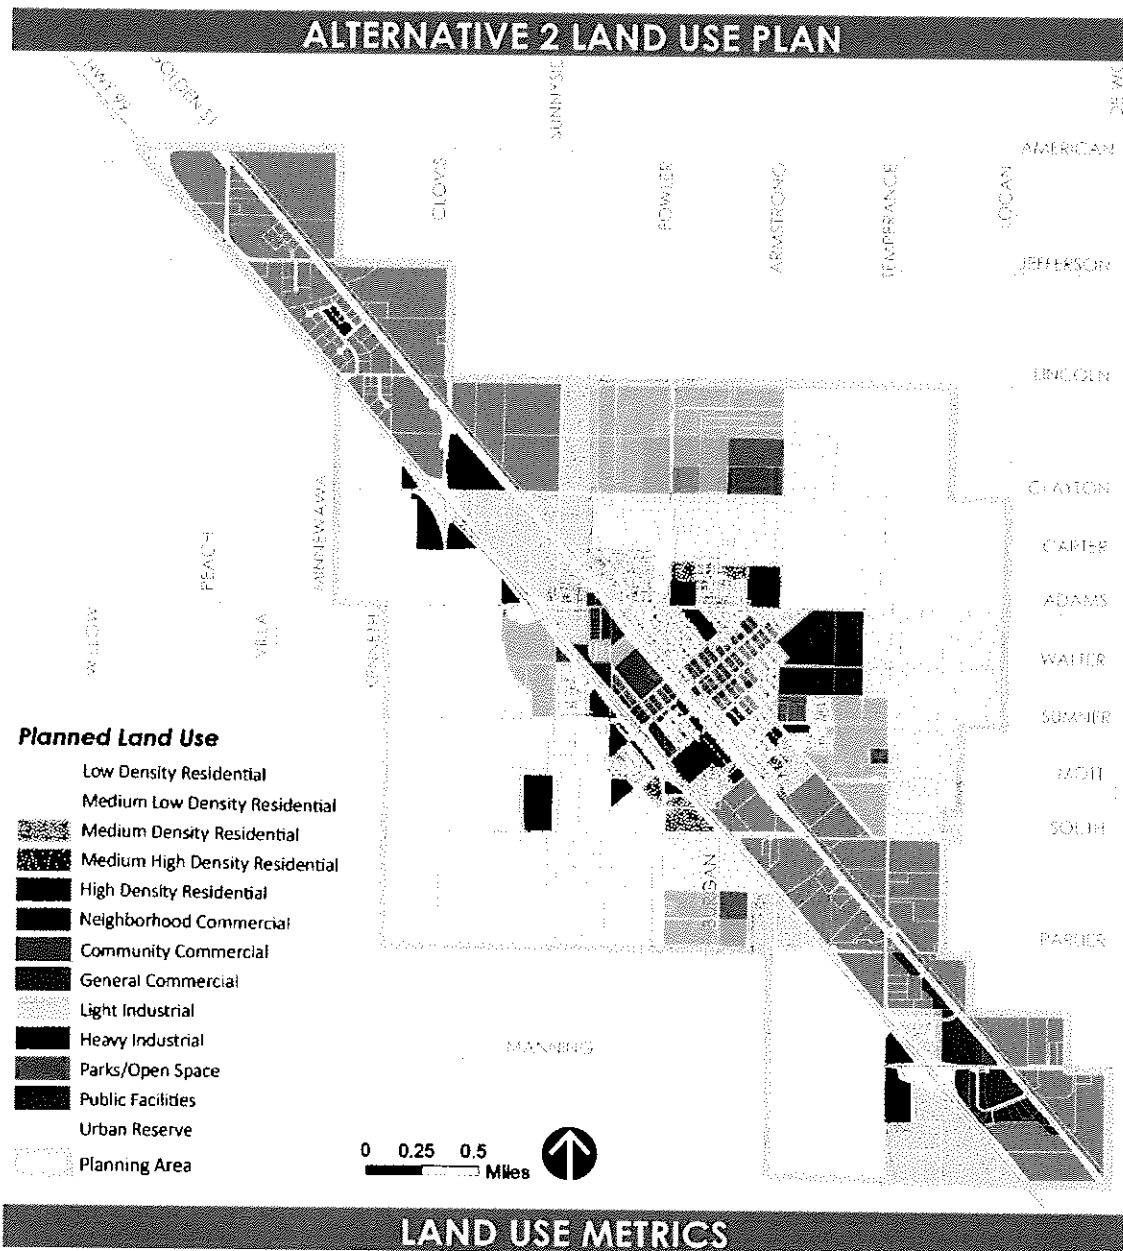 ALTERNATIVE 2 LAND USE PLAN
HWY 99
GOLDEN ST
SUNNYSI
AMERICAN
CLOVIS
FOWLER
ARMSTRONG
TEMPERANCE
LOGAN
JEFFERSON
LINCOLN
CLAYTON
PEACH
MINNEWAWA
CARTER
ADAMS
WILLOW
VILLA
WALTER
SUMNER
Planned Land Use
Low Density Residential
Medium Low Density Residential
Medium Density Residential
Medium High Density Residential
High Density Residential
Neighborhood Commercial
Community Commercial
General Commercial
Light Industrial
Heavy Industrial
Parks/Open Space
Public Facilities
Urban Reserve
Planning Area
MOTT
SOUTH
PARLIER
MANNING
0 0.25 0.5
Miles
LAND USE METRICS